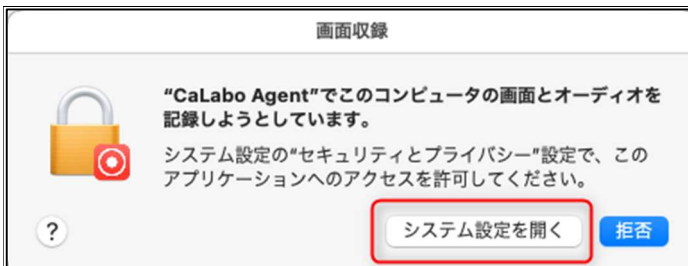 画面収録
“CaLabo Agent”でこのコンピュータの画面とオーディオを
記録しようとしています。
システム設定の“セキュリティとプライバシー”設定で、この
アプリケーションへのアクセスを許可してください。
?
システム設定を開く
拒否